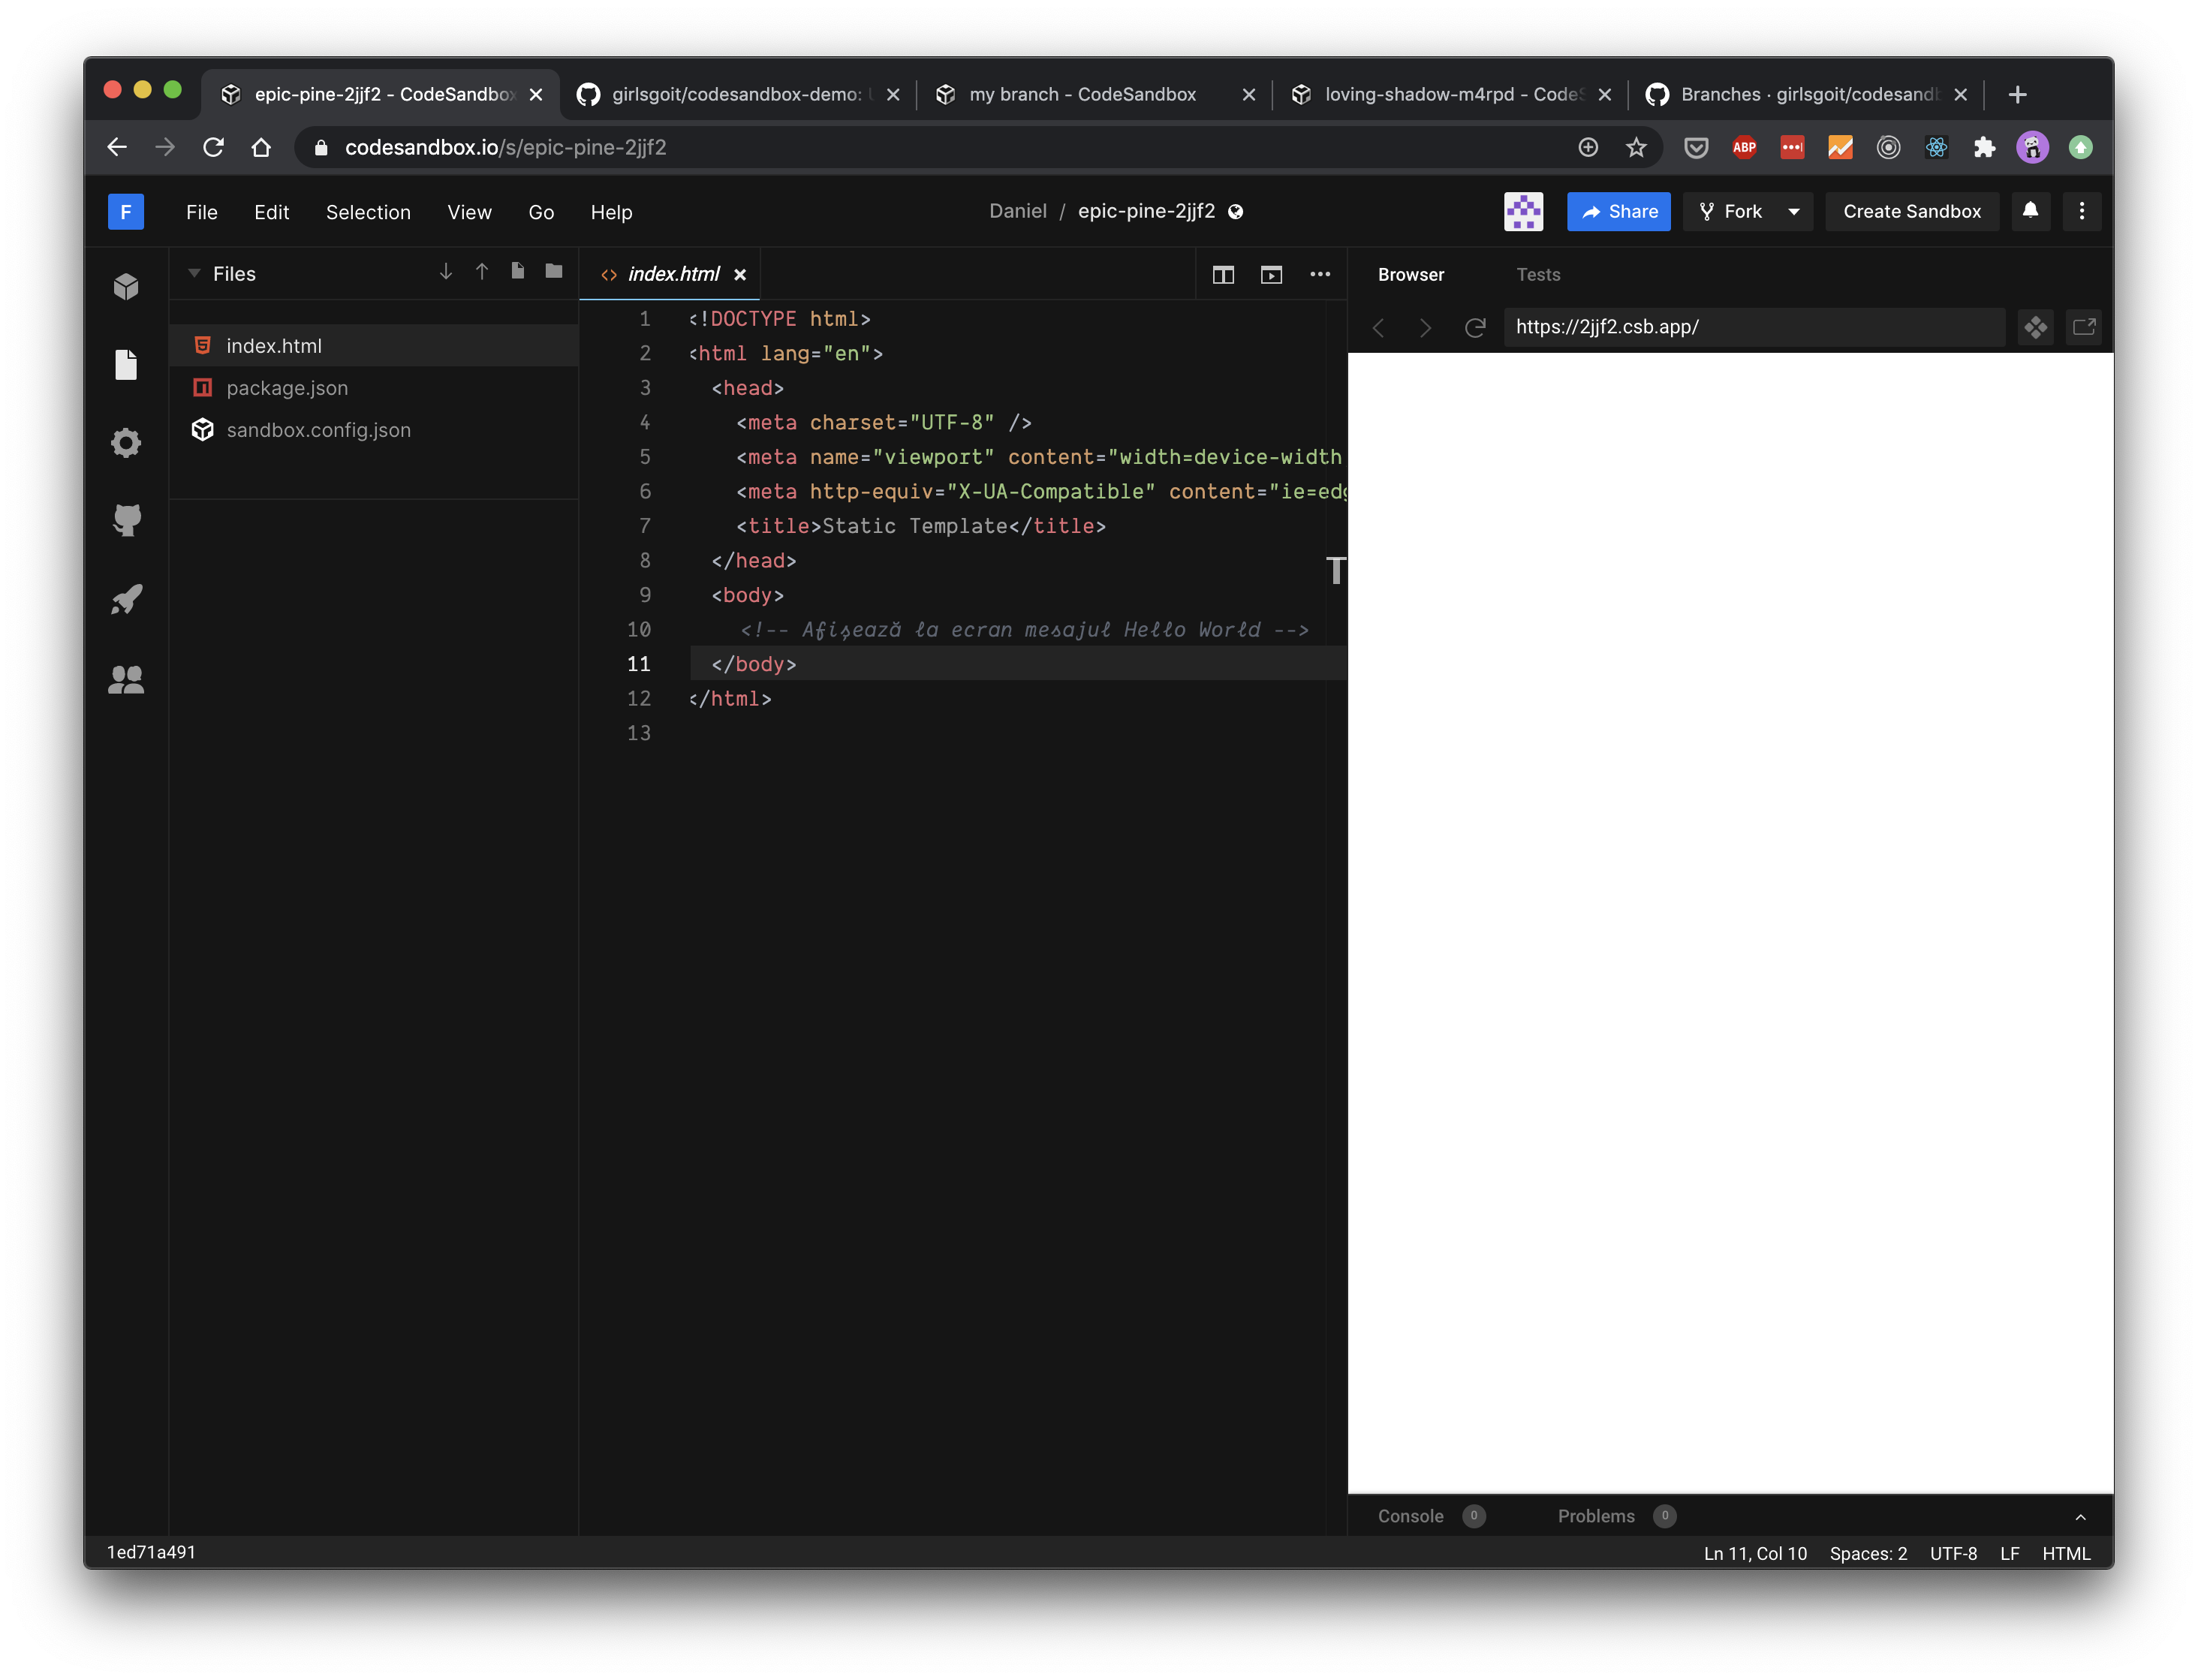 epic-pine-2jjf2 - CodeSandbox
girlsgoit/codesandbox-demo:
my branch - CodeSandbox
loving-shadow-m4rpd - CodeS
Branches · girlsgoit/codesandb
codesandbox.io/s/epic-pine-2jjf2
ABP
F
File Edit Selection View Go Help
Daniel / epic-pine-2jjf2
Share
Fork
Create Sandbox
Files
index.html
package.json
sandbox.config.json
index.html
1 <!DOCTYPE html>
2 <html lang="en">
3 <head>
4 <meta charset="UTF-8" />
5 <meta name="viewport" content="width=device-width
6 <meta http-equiv="X-UA-Compatible" content="ie=edg
7 <title>Static Template</title>
8 </head>
9 <body>
10 <!-- Afișează la ecran mesajul Hello World -->
11 </body>
12 </html>
13
T
Browser Tests
https://2jjf2.csb.app/
Console 0 Problems 0
1ed71a491
Ln 11, Col 10 Spaces: 2 UTF-8 LF HTML